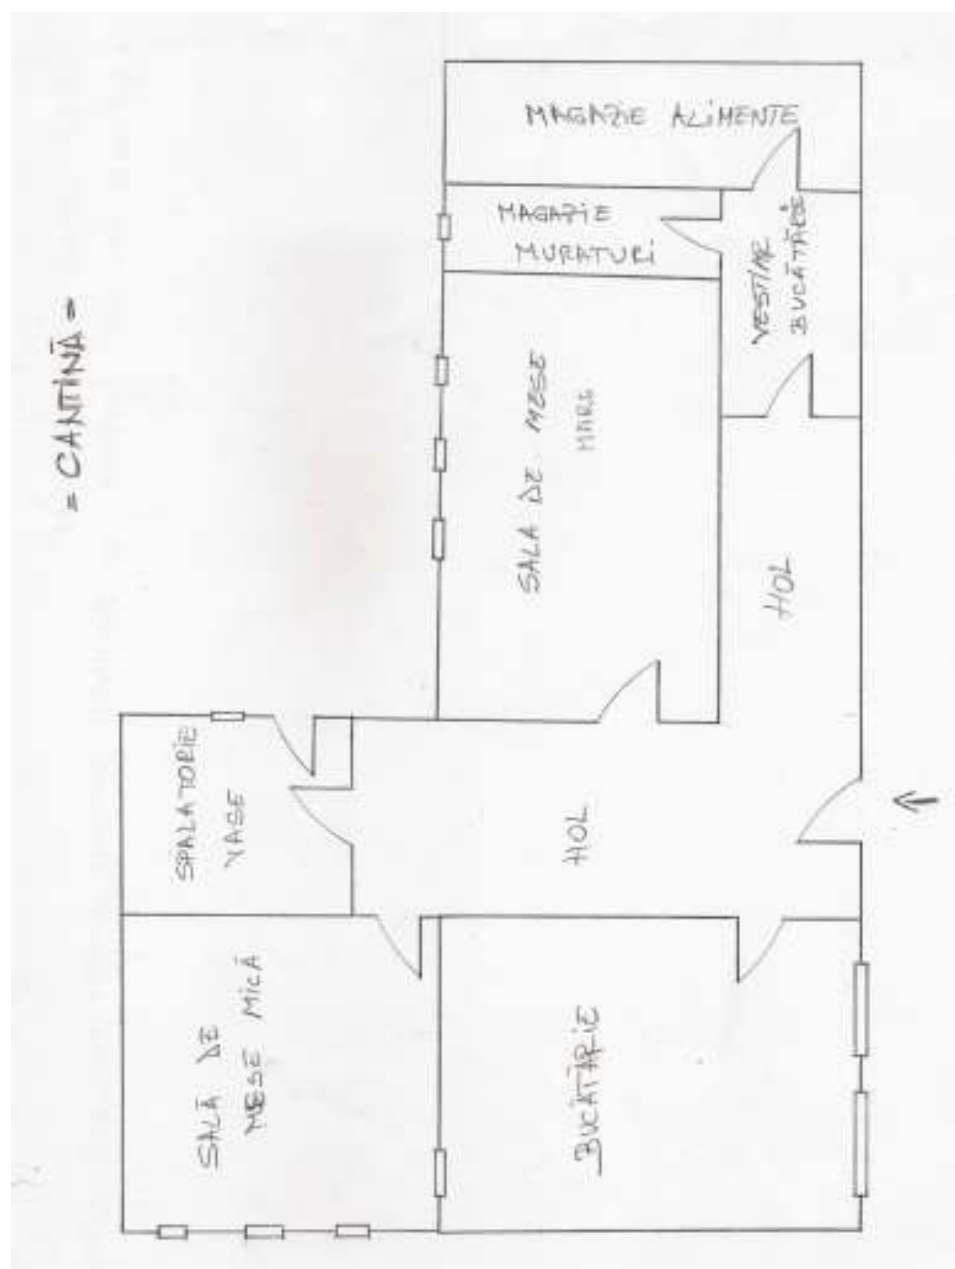 MAGAZIE ALIMENTE
MAGAZIE
MURATURI
VESTIAR
BUCĂTĂRIE
= CANTINĂ =
SALA DE MESE
MARE
HOL
SPALATORIE
VASE
HOL
SALĂ DE
MESE MICĂ
BUCĂTĂRIE